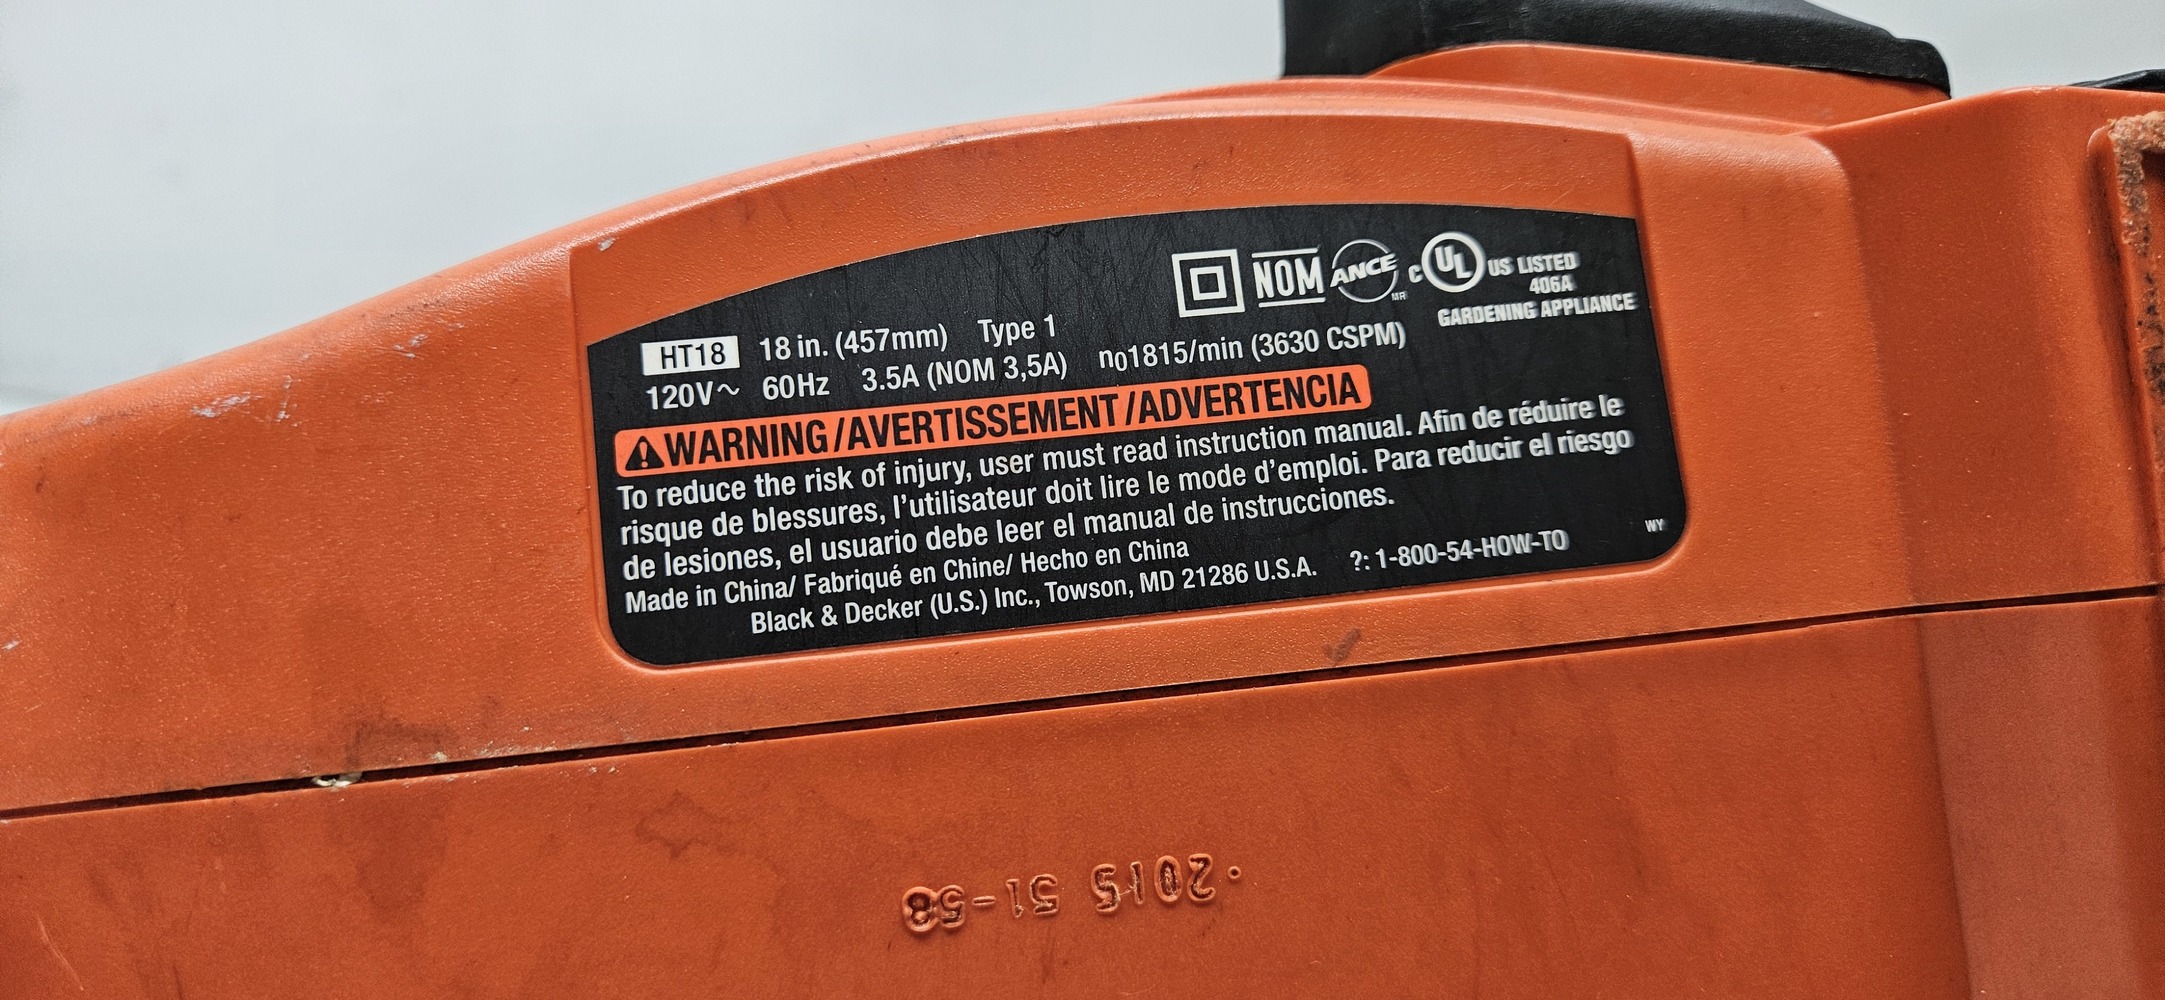 NOM ANCE MR C UL US LISTED
406A
GARDENING APPLIANCE
HT18 18 in. (457mm) Type 1
120V~ 60Hz 3.5A (NOM 3,5A) n01815/min (3630 CSPM)
WARNING/AVERTISSEMENT/ADVERTENCIA
To reduce the risk of injury, user must read instruction manual. Afin de réduire le
risque de blessures, l'utilisateur doit lire le mode d'emploi. Para reducir el riesgo
de lesiones, el usuario debe leer el manual de instrucciones.
Made in China/ Fabriqué en Chine/ Hecho en China
Black & Decker (U.S.) Inc., Towson, MD 21286 U.S.A. ?: 1-800-54-HOW-TO
WY
·2015 51-58